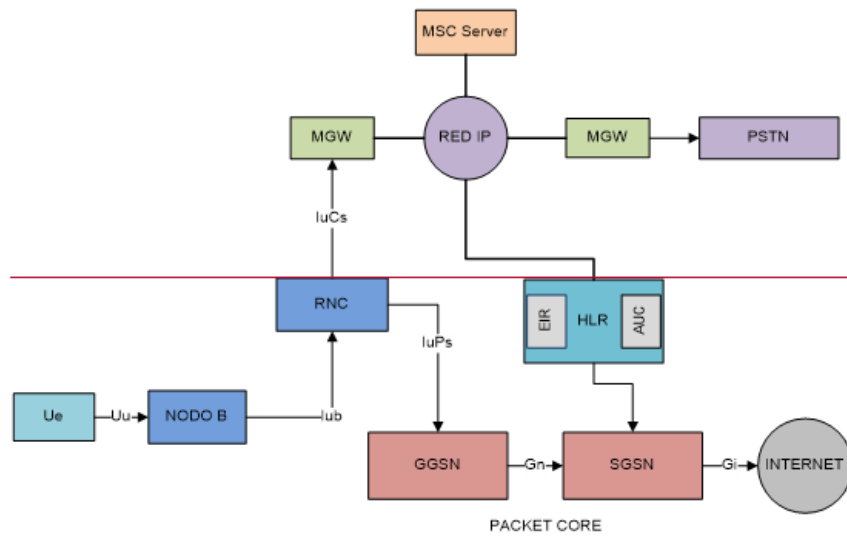 MSC Server
MGW
RED IP
MGW
PSTN
IuCs
RNC
EIR
HLR
AUC
IuPs
Ue
Uu
NODO B
Iub
GGSN
Gn
SGSN
Gi
INTERNET
PACKET CORE